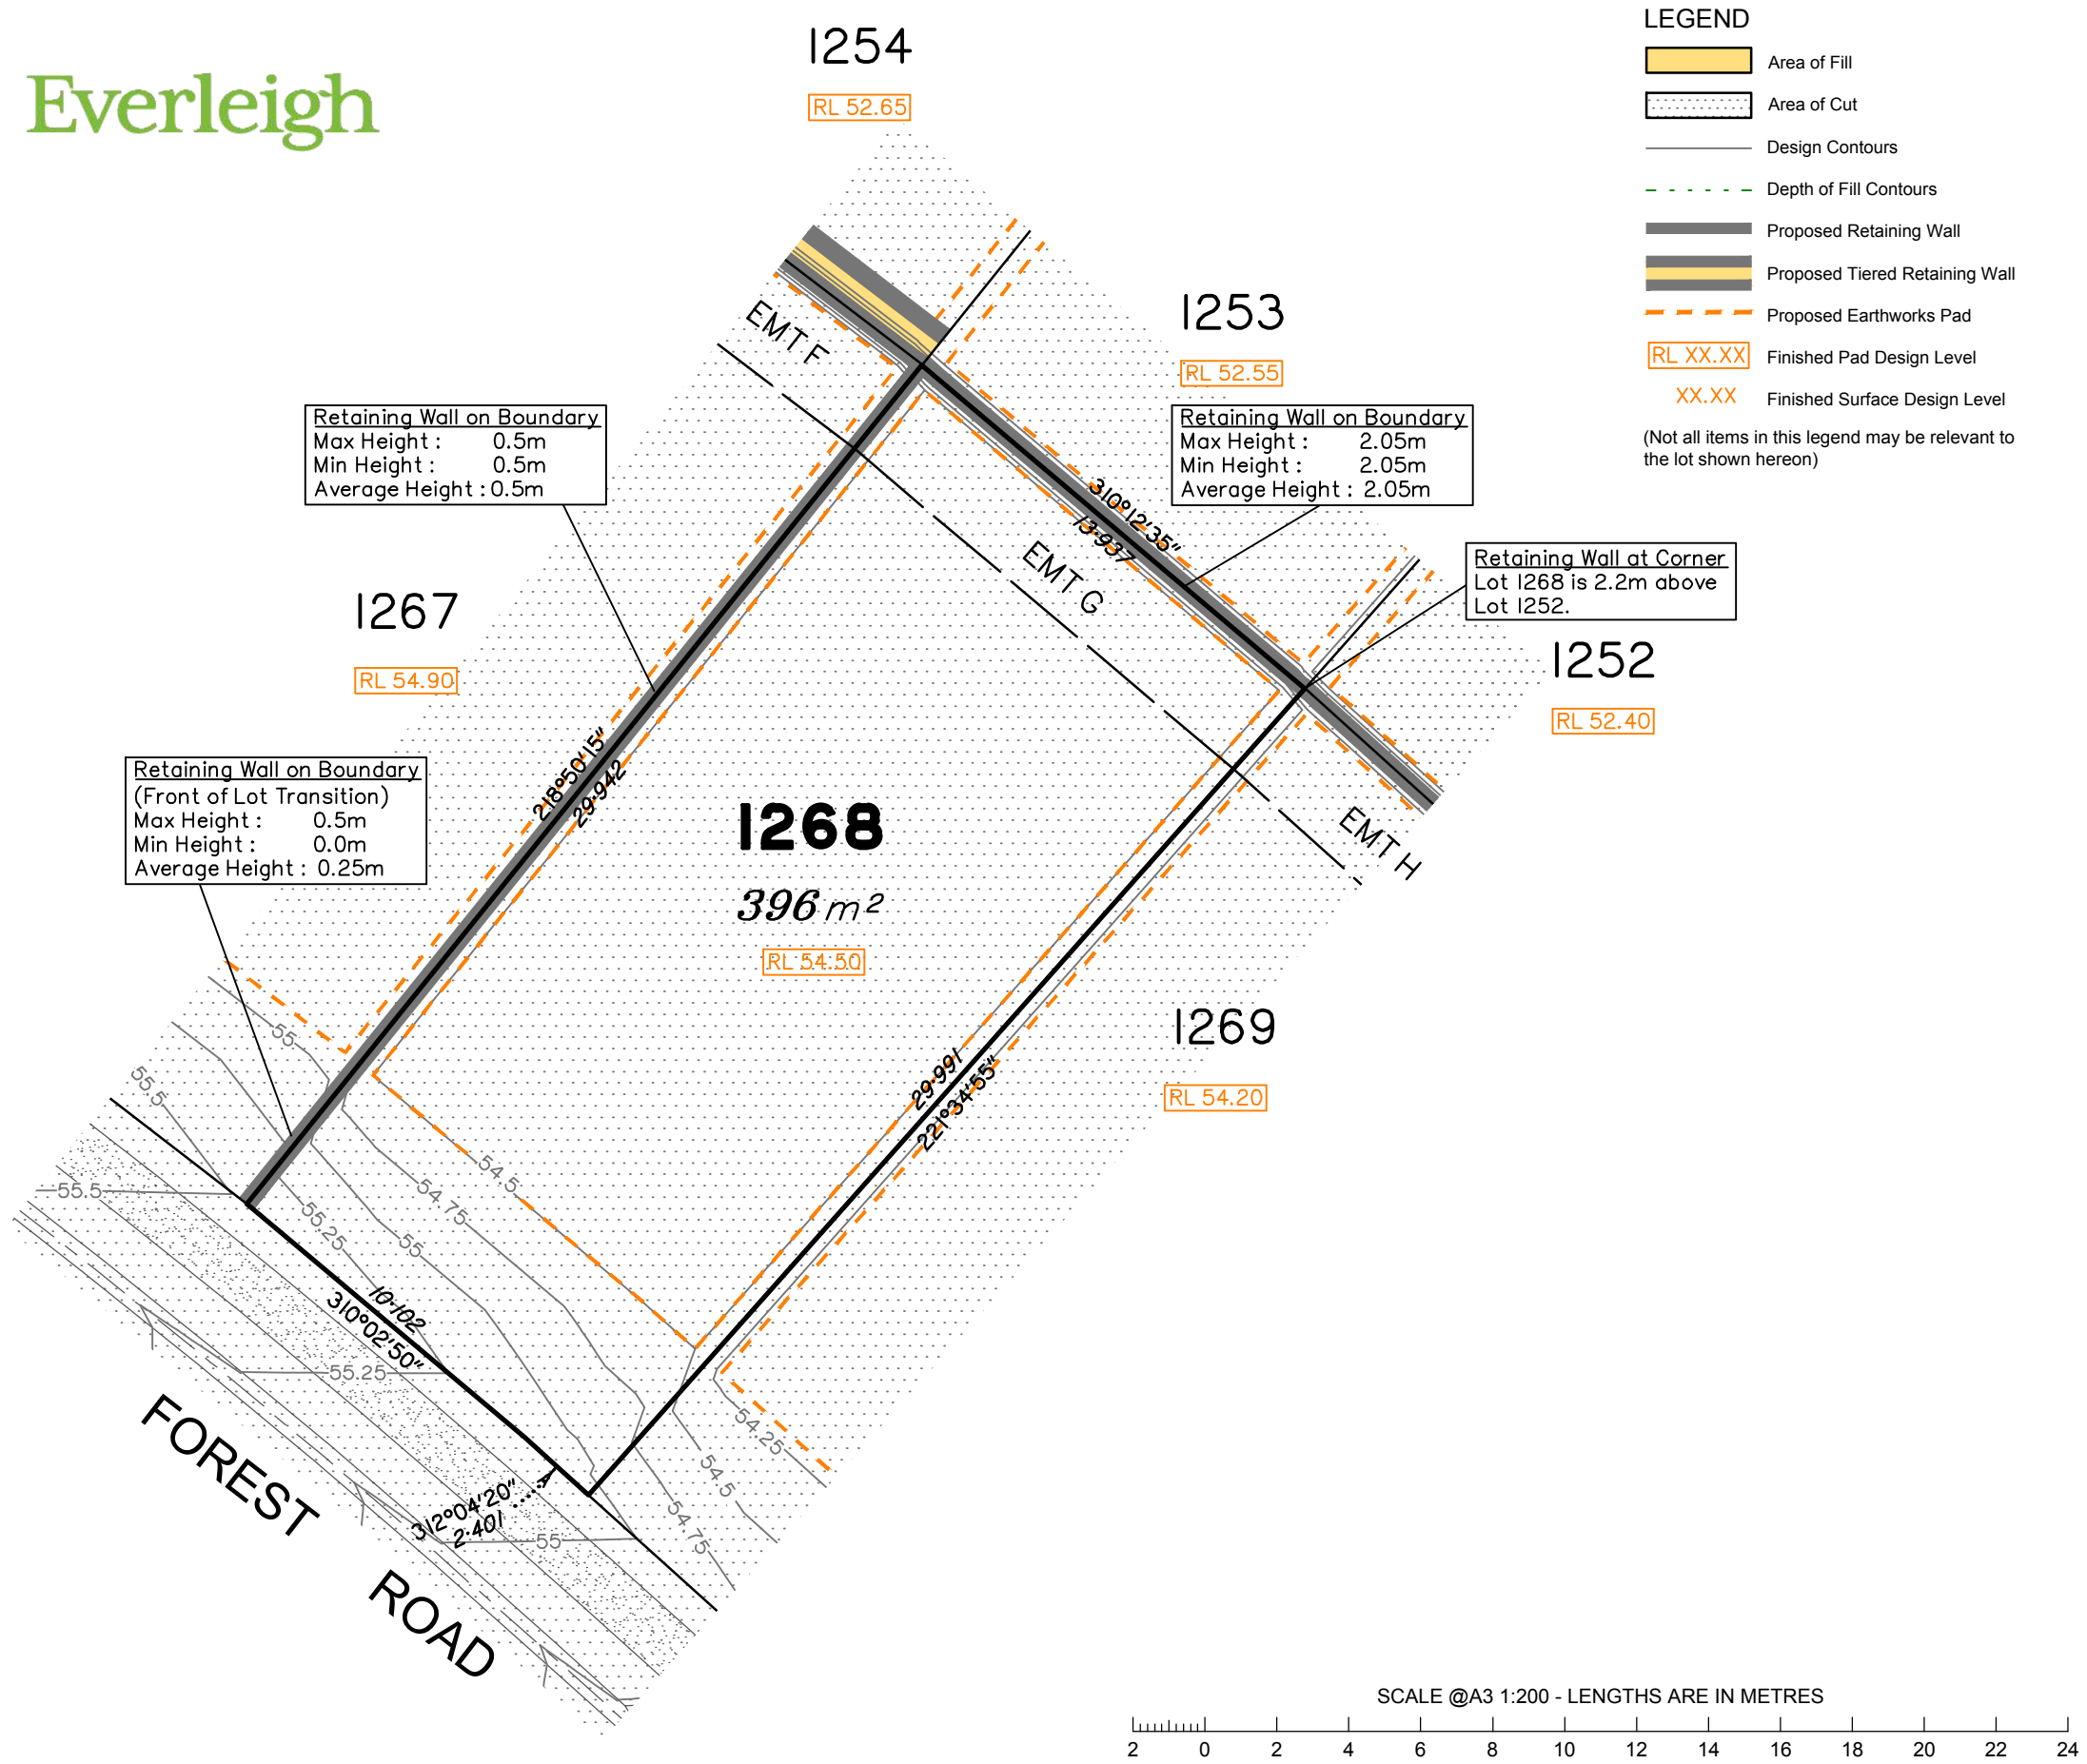 Everleigh
1254
RL 52.65
LEGEND
Area of Fill
Area of Cut
Design Contours
Depth of Fill Contours
Proposed Retaining Wall
Proposed Tiered Retaining Wall
Proposed Earthworks Pad
RL XX.XX Finished Pad Design Level
XX.XX Finished Surface Design Level
(Not all items in this legend may be relevant to
the lot shown hereon)
1253
RL 52.55
EMT F
Retaining Wall on Boundary
Max Height : 0.5m
Min Height : 0.5m
Average Height : 0.5m
Retaining Wall on Boundary
Max Height : 2.05m
Min Height : 2.05m
Average Height : 2.05m
310°12'35"
13·937
EMT G
Retaining Wall at Corner
Lot 1268 is 2.2m above
Lot 1252.
1267
RL 54.90
1252
RL 52.40
218°50'15"
29·942
Retaining Wall on Boundary
(Front of Lot Transition)
Max Height : 0.5m
Min Height : 0.0m
Average Height : 0.25m
1268
396 m²
RL 54.50
EMT H
1269
RL 54.20
29·991
221°34'55"
55
55.5
55.5
54.5
54.75
55.25
55
10·102
310°02'50"
55.25
54.25
54.5
54.75
312°04'20"
2·401
55
FOREST
ROAD
SCALE @A3 1:200 - LENGTHS ARE IN METRES
2 0 2 4 6 8 10 12 14 16 18 20 22 24